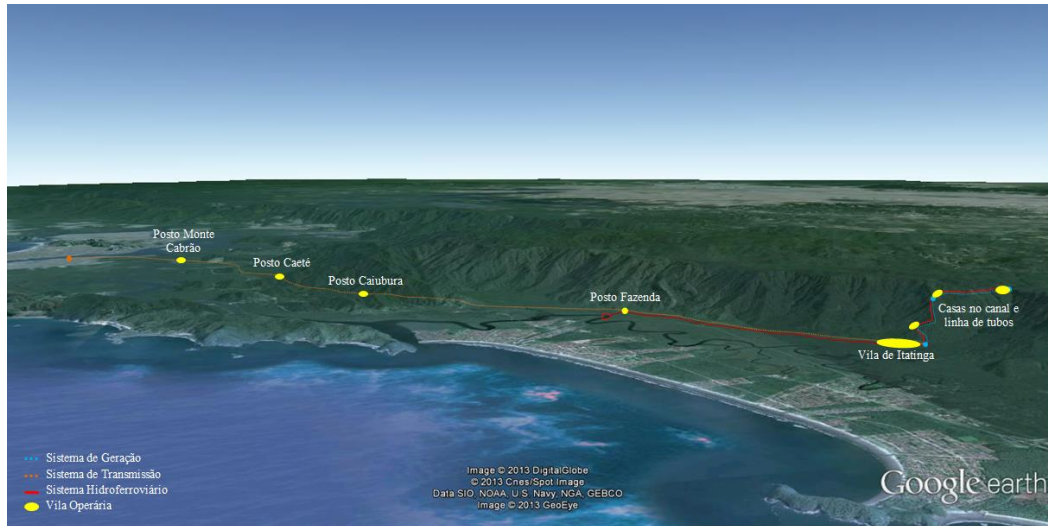 Posto Monte
Cabrão
Posto Caeté
Posto Caiubura
Posto Fazenda
Casas no canal e
linha de tubos
Vila de Itatinga
Sistema de Geração
Sistema de Transmissão
Sistema Hidroferroviário
Vila Operária
Image © 2013 DigitalGlobe
© 2013 Cnes/Spot Image
Data SIO, NOAA, U.S. Navy, NGA, GEBCO
Image © 2013 GeoEye
Google earth